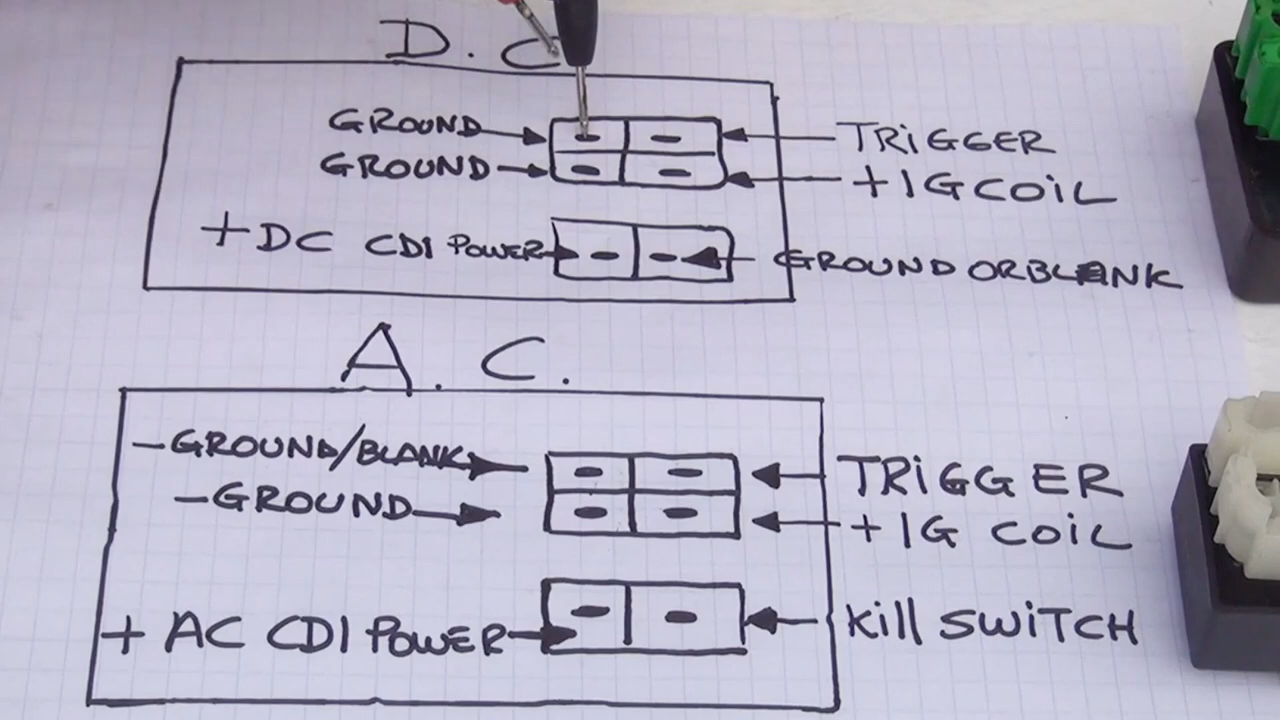 D. C
GROUND
TRIGGER
GROUND
+ IG COIL
+ DC CDI POWER
GROUND OR BLANK
A. C.
- GROUND/BLANK
TRIGGER
- GROUND
+ IG COIL
+ AC CDI POWER
Kill SWITCH